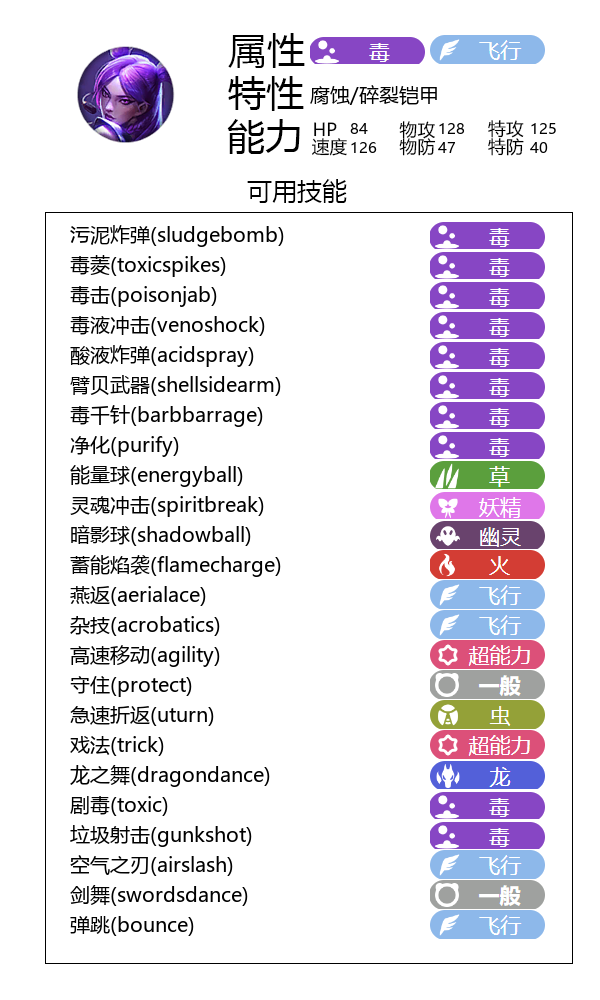 属性 毒 飞行
特性 腐蚀/碎裂铠甲
能力 HP 84 物攻 128 特攻 125
速度 126 物防 47 特防 40
可用技能
污泥炸弹(sludgebomb) 毒
毒菱(toxicspikes) 毒
毒击(poisonjab) 毒
毒液冲击(venoshock) 毒
酸液炸弹(acidspray) 毒
臂贝武器(shellsidearm) 毒
毒千针(barbbarrage) 毒
净化(purify) 毒
能量球(energyball) 草
灵魂冲击(spiritbreak) 妖精
暗影球(shadowball) 幽灵
蓄能焰袭(flamecharge) 火
燕返(aerialace) 飞行
杂技(acrobatics) 飞行
高速移动(agility) 超能力
守住(protect) 一般
急速折返(uturn) 虫
戏法(trick) 超能力
龙之舞(dragondance) 龙
剧毒(toxic) 毒
垃圾射击(gunkshot) 毒
空气之刃(airslash) 飞行
剑舞(swordsdance) 一般
弹跳(bounce) 飞行